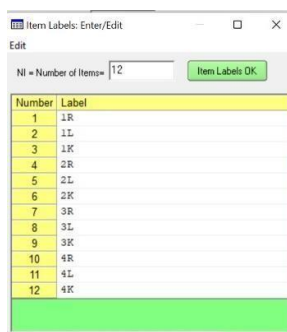 Item Labels: Enter/Edit
Edit
NI = Number of Items= 12 Item Labels OK
Number Label
1 1R
2 1L
3 1K
4 2R
5 2L
6 2K
7 3R
8 3L
9 3K
10 4R
11 4L
12 4K